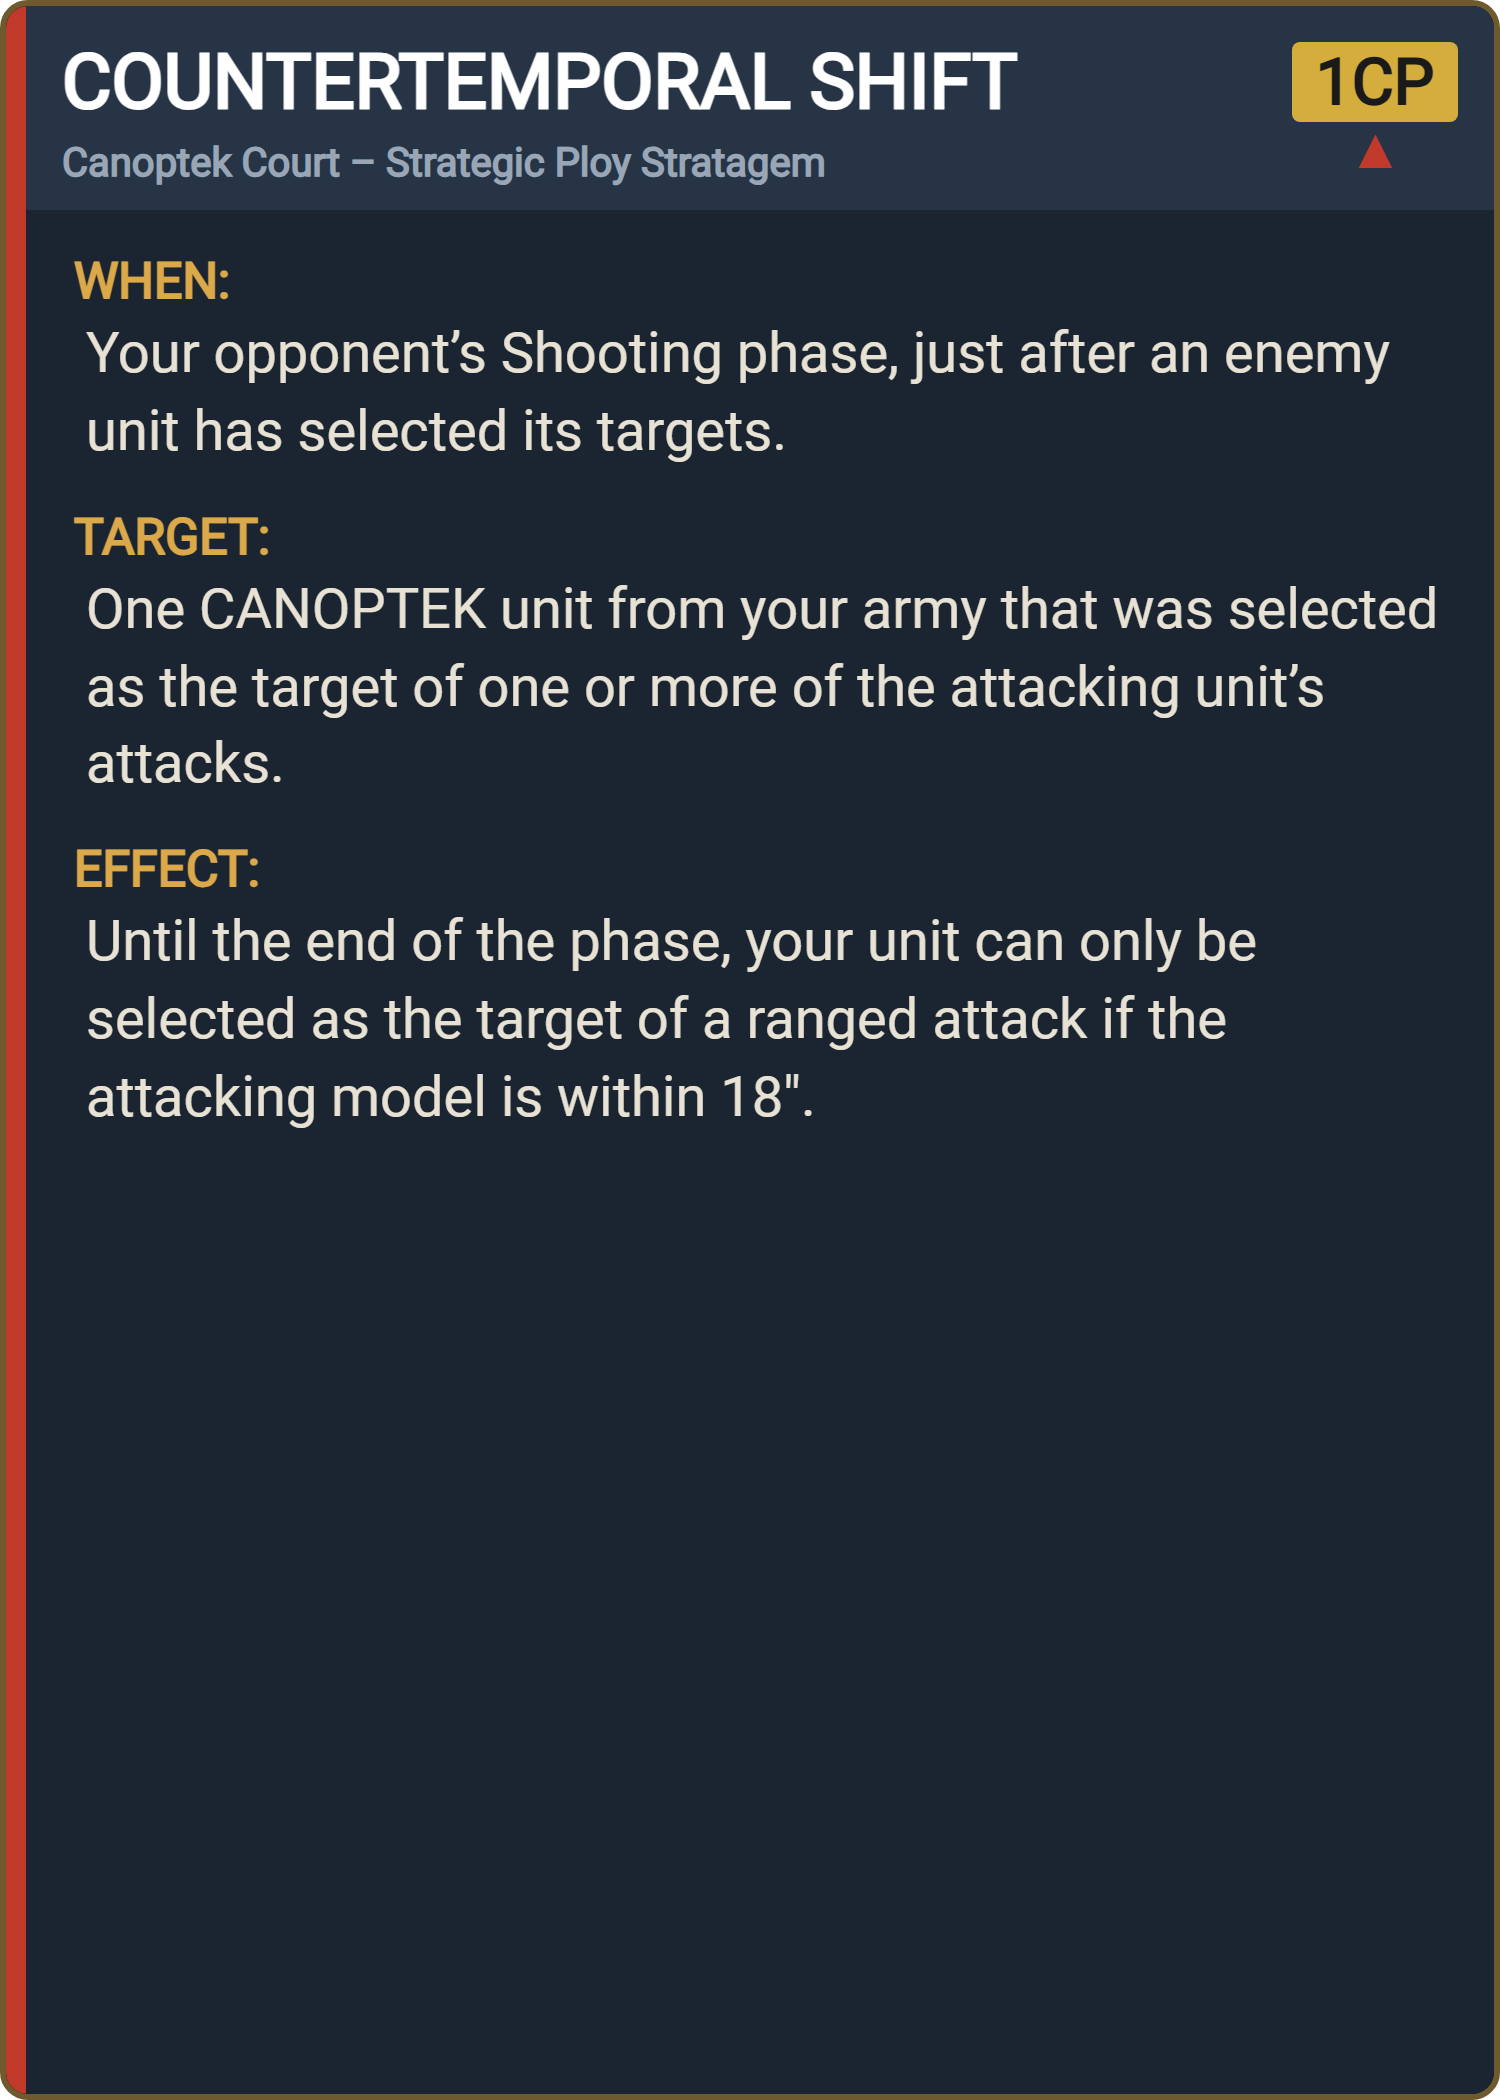 COUNTERTEMPORAL SHIFT
1CP
Canoptek Court – Strategic Ploy Stratagem
WHEN:
Your opponent’s Shooting phase, just after an enemy
unit has selected its targets.
TARGET:
One CANOPTEK unit from your army that was selected
as the target of one or more of the attacking unit’s
attacks.
EFFECT:
Until the end of the phase, your unit can only be
selected as the target of a ranged attack if the
attacking model is within 18".